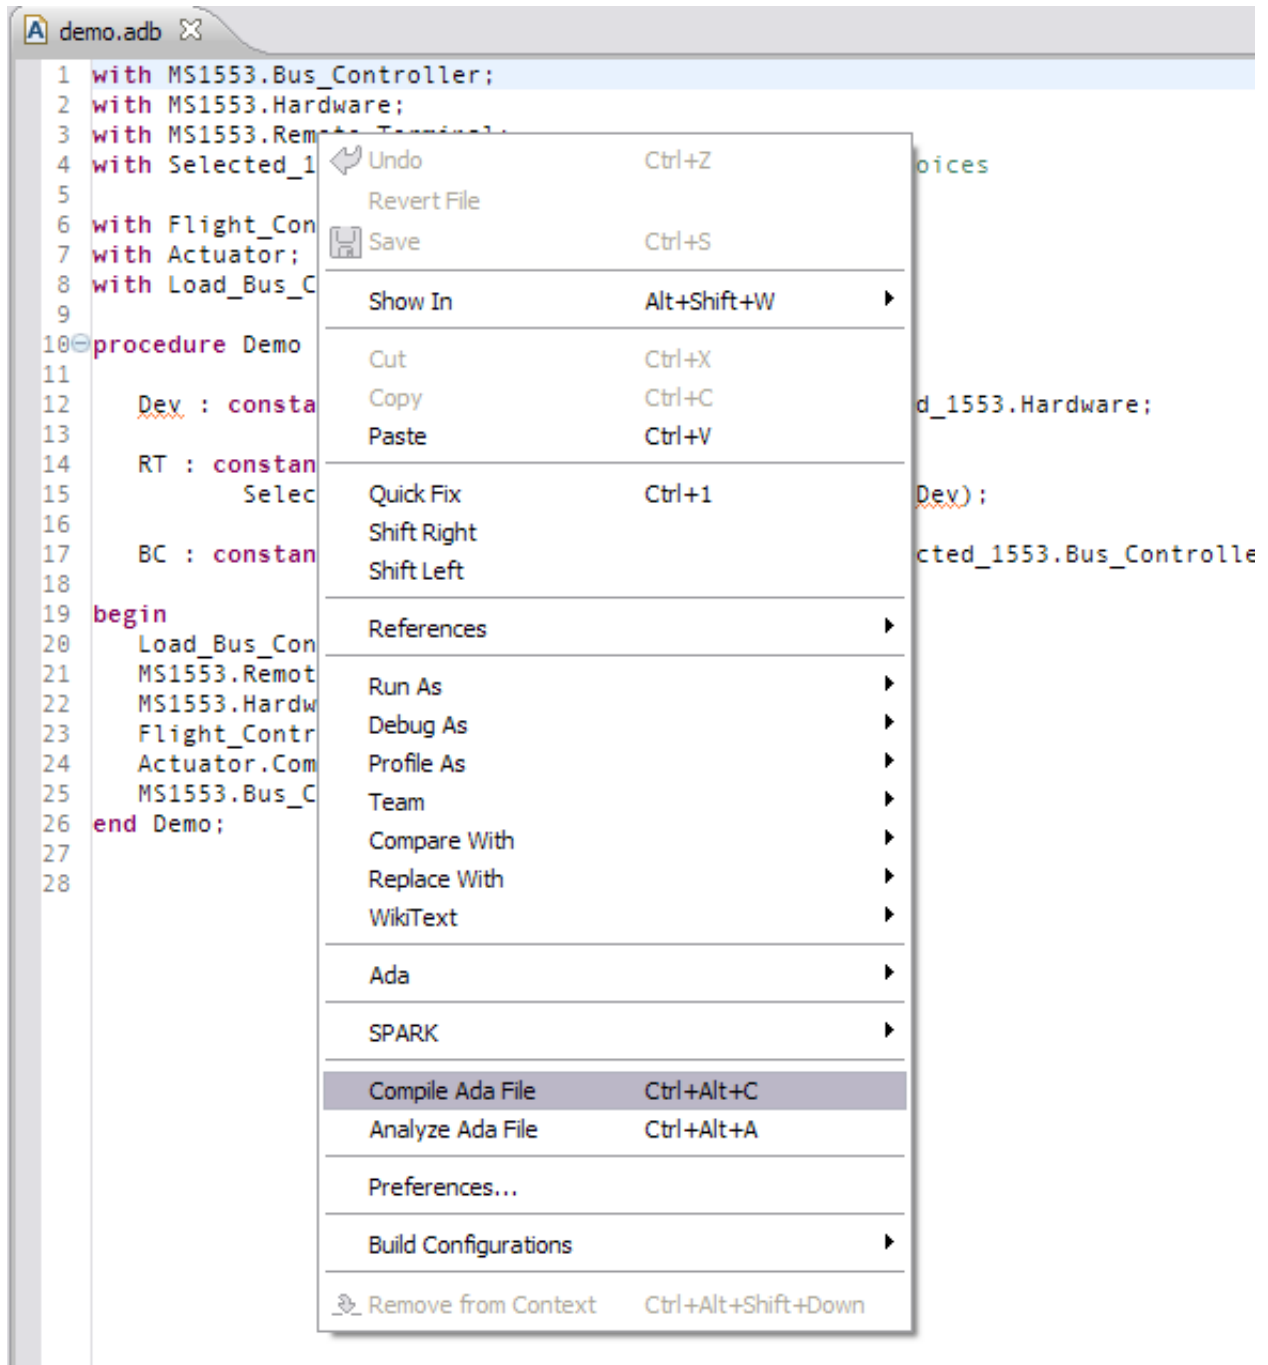 demo.adb
1 with MS1553.Bus_Controller;
2 with MS1553.Hardware;
3 with MS1553.Remote_Terminal;
4 with Selected_1 oices
5
6 with Flight_Con
7 with Actuator;
8 with Load_Bus_C
9
10 procedure Demo
11
12 Dev : consta d_1553.Hardware;
13
14 RT : constan
15 Selec Dev);
16
17 BC : constan cted_1553.Bus_Controlle
18
19 begin
20 Load_Bus_Con
21 MS1553.Remot
22 MS1553.Hardw
23 Flight_Contr
24 Actuator.Com
25 MS1553.Bus_C
26 end Demo;
27
28
Undo Ctrl+Z
Revert File
Save Ctrl+S
Show In Alt+Shift+W
Cut Ctrl+X
Copy Ctrl+C
Paste Ctrl+V
Quick Fix Ctrl+1
Shift Right
Shift Left
References
Run As
Debug As
Profile As
Team
Compare With
Replace With
WikiText
Ada
SPARK
Compile Ada File Ctrl+Alt+C
Analyze Ada File Ctrl+Alt+A
Preferences...
Build Configurations
Remove from Context Ctrl+Alt+Shift+Down